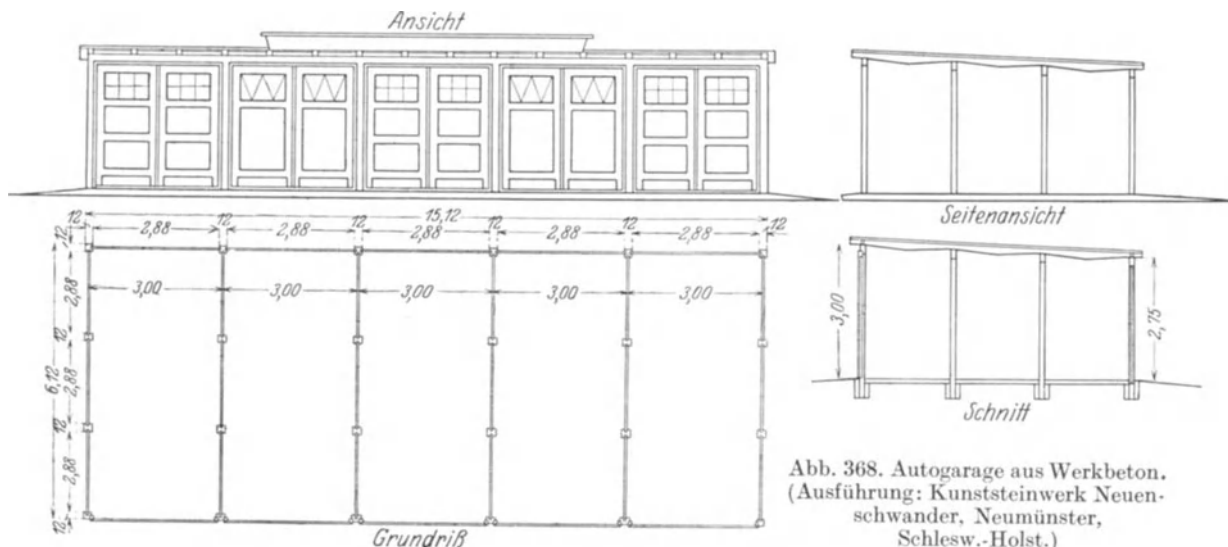 Ansicht
Seitenansicht
12 12 12 15,12 12 12 12
2,88 2,88 2,88 2,88 2,88
3,00 3,00 3,00 3,00 3,00
12
2,88
12
6,12
2,88
12
2,88
12
Grundriß
3,00
2,75
Schnitt
Abb. 368. Autogarage aus Werkbeton.
(Ausführung: Kunststeinwerk Neuen-
schwander, Neumünster,
Schlesw.-Holst.)